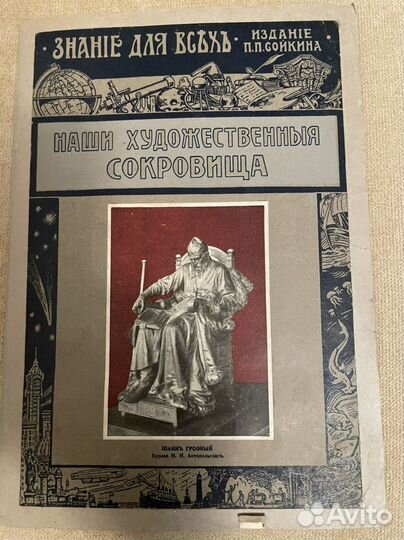 ЗНАНІЕ ДЛЯ ВСѢХЪ · ИЗДАНІЕ
П.П.СОЙКИНА
НАШИ ХУДОЖЕСТВЕННЫЯ
СОКРОВИЩА
ІОАННЪ ГРОЗНЫЙ
Бронза М. М. Антокольскаго.
Avito